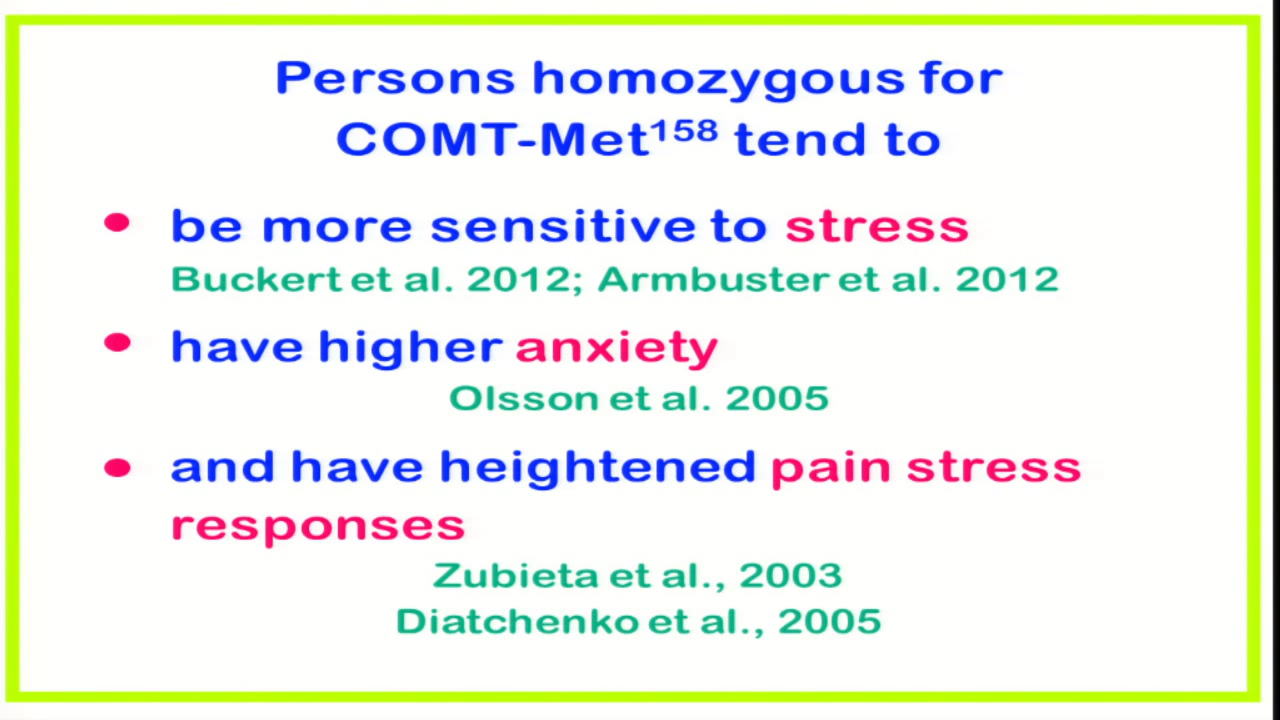 Persons homozygous for
COMT-Met¹⁵⁸ tend to
• be more sensitive to stress
Buckert et al. 2012; Armbuster et al. 2012
• have higher anxiety
Olsson et al. 2005
• and have heightened pain stress
responses
Zubieta et al., 2003
Diatchenko et al., 2005